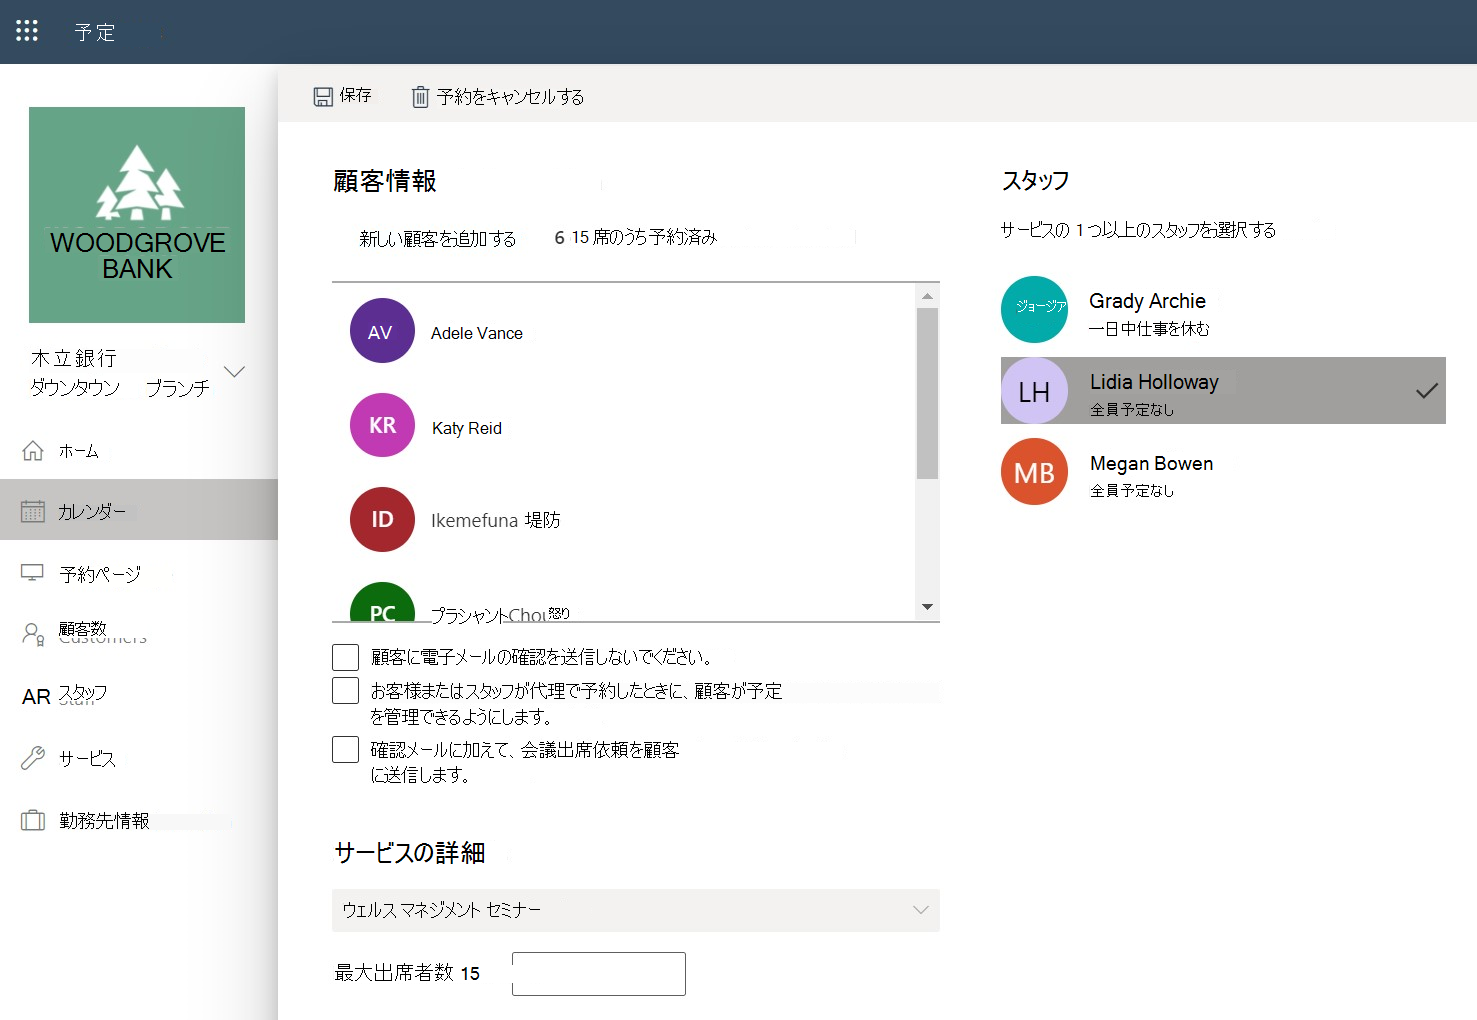 予定
保存
予約をキャンセルする
WOODGROVE
BANK
木立銀行
ダウンタウン ブランチ
ホーム
カレンダー
予約ページ
顧客数
AR スタッフ
サービス
勤務先情報
顧客情報
新しい顧客を追加する
6 15 席のうち予約済み
AV Adele Vance
KR Katy Reid
ID Ikemefuna 堤防
PC プラシャントChou怒り
顧客に電子メールの確認を送信しないでください。
お客様またはスタッフが代理で予約したときに、顧客が予定
を管理できるようにします。
確認メールに加えて、会議出席依頼を顧客
に送信します。
サービスの詳細
ウェルス マネジメント セミナー
最大出席者数 15
スタッフ
サービスの 1 つ以上のスタッフを選択する
ジョージア
Grady Archie
一日中仕事を休む
LH
Lidia Holloway
全員予定なし
MB
Megan Bowen
全員予定なし